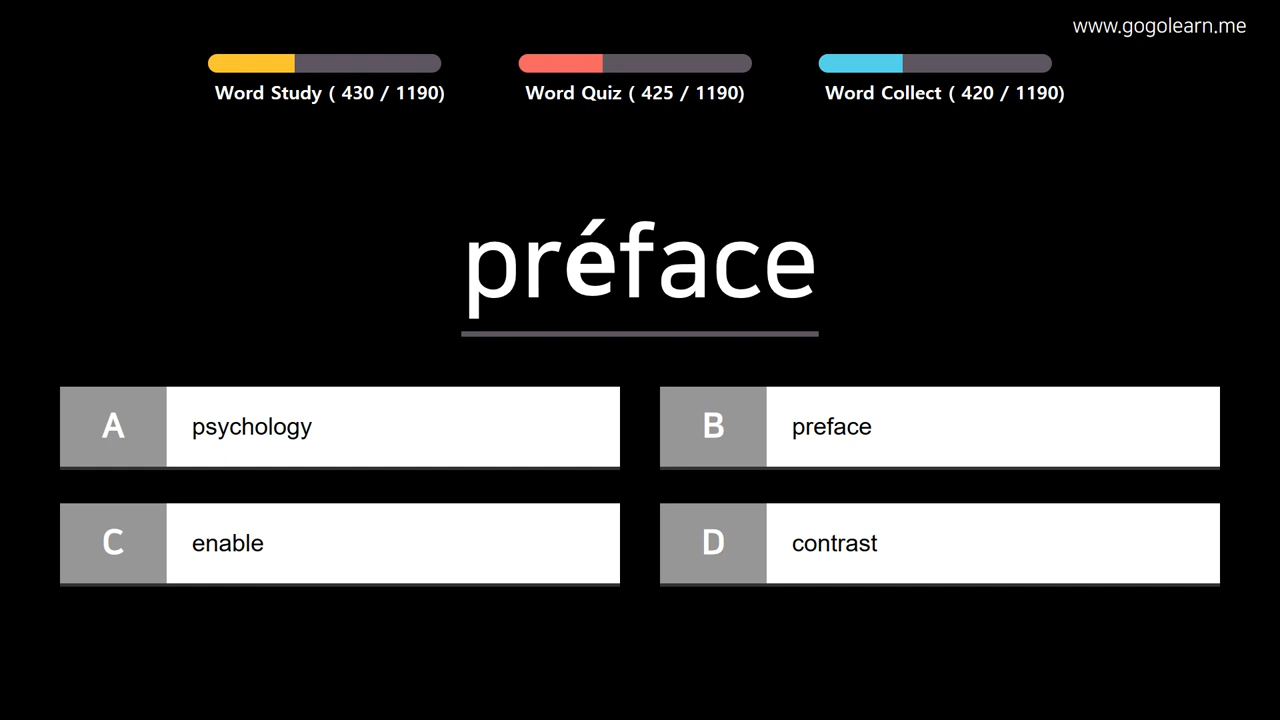 www.gogolearn.me
Word Study ( 430 / 1190)
Word Quiz ( 425 / 1190)
Word Collect ( 420 / 1190)
préface
A psychology
B preface
C enable
D contrast